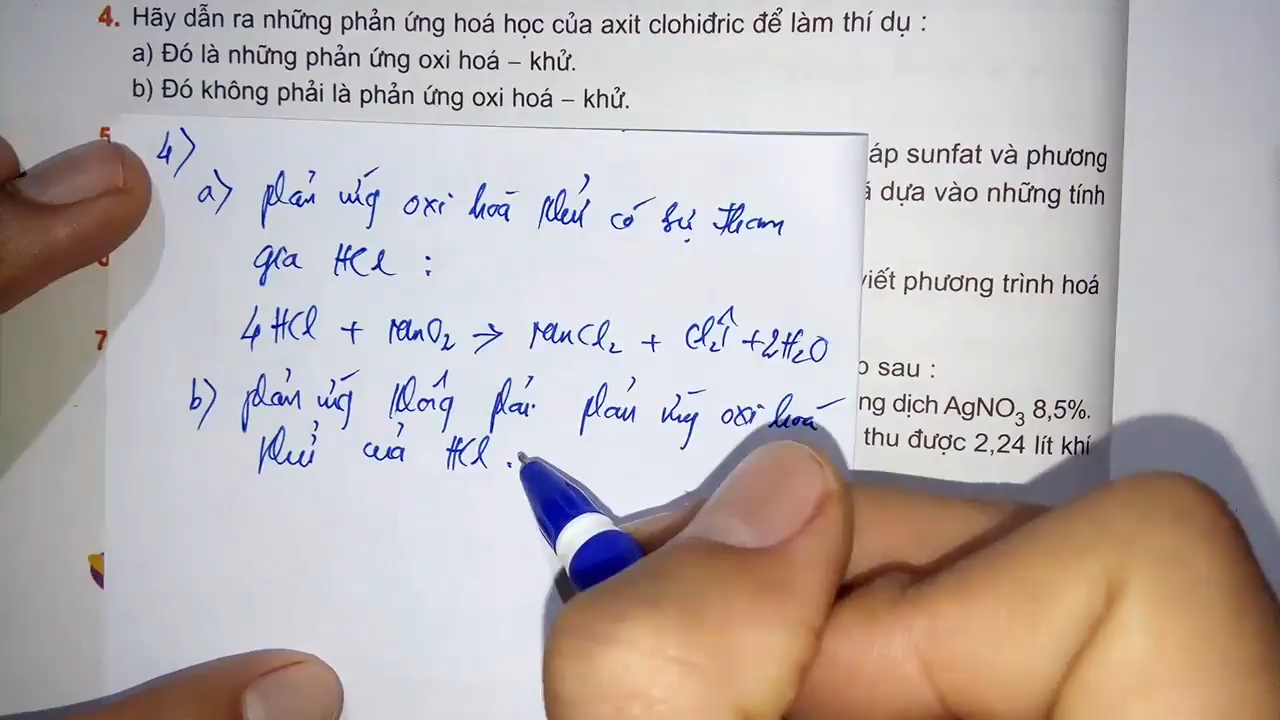 4. Hãy dẫn ra những phản ứng hoá học của axit clohiđric để làm thí dụ :
a) Đó là những phản ứng oxi hoá – khử.
b) Đó không phải là phản ứng oxi hoá – khử.
5
áp sunfat và phương
ã dựa vào những tính
viết phương trình hoá
7
o sau :
ng dịch AgNO3 8,5%.
thu được 2,24 lít khí
4)
a) phản ứng oxi hoá khử có sự tham
gia HCl :
4HCl + MnO2 → MnCl2 + Cl2↑ + 2H2O
b) phản ứng không phải phản ứng oxi hoá
khử của HCl .